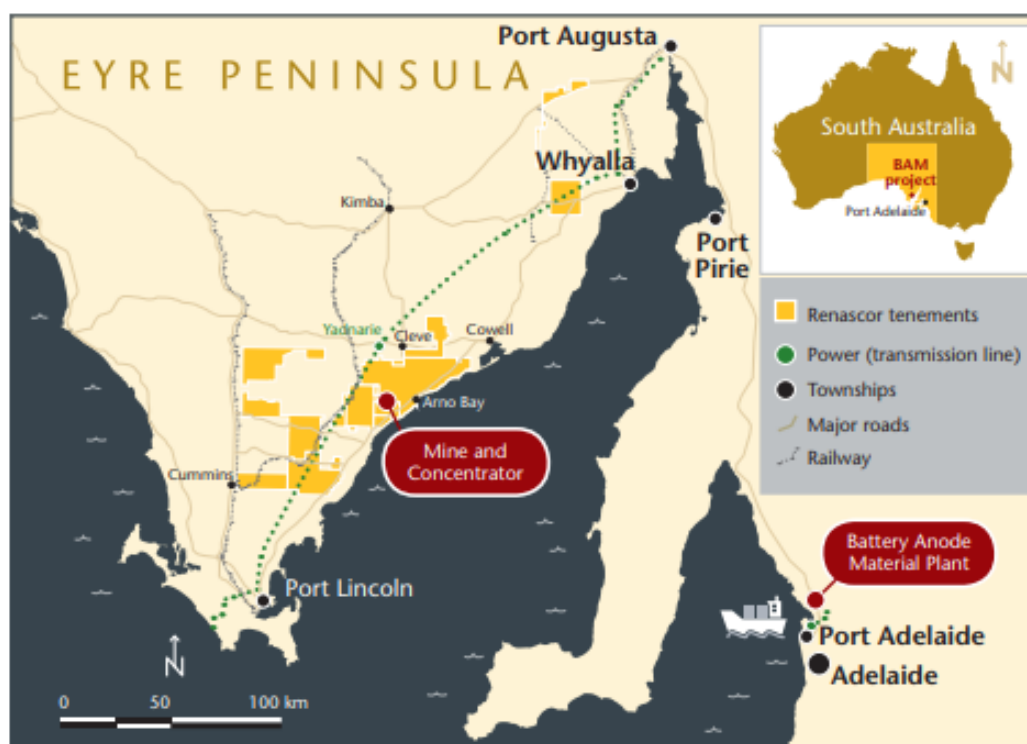 Port Augusta
EYRE PENINSULA
Whyalla
Kimba
Port
Pirie
Yadnarie
Cleve
Cowell
Arno Bay
Mine and
Concentrator
Cummins
Port Lincoln
N
0 50 100 km
N
South Australia
BAM
project
Port Adelaide
Renascor tenements
Power (transmission line)
Townships
Major roads
Railway
Battery Anode
Material Plant
Port Adelaide
Adelaide